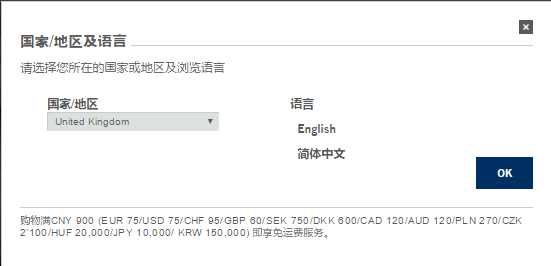 国家/地区及语言
请选择您所在的国家或地区及浏览语言
国家/地区
United Kingdom
语言
English
简体中文
OK
购物满CNY 900 (EUR 75/USD 75/CHF 95/GBP 60/SEK 750/DKK 600/CAD 120/AUD 120/PLN 270/CZK
2'100/HUF 20,000/JPY 10,000/ KRW 150,000) 即享免运费服务。